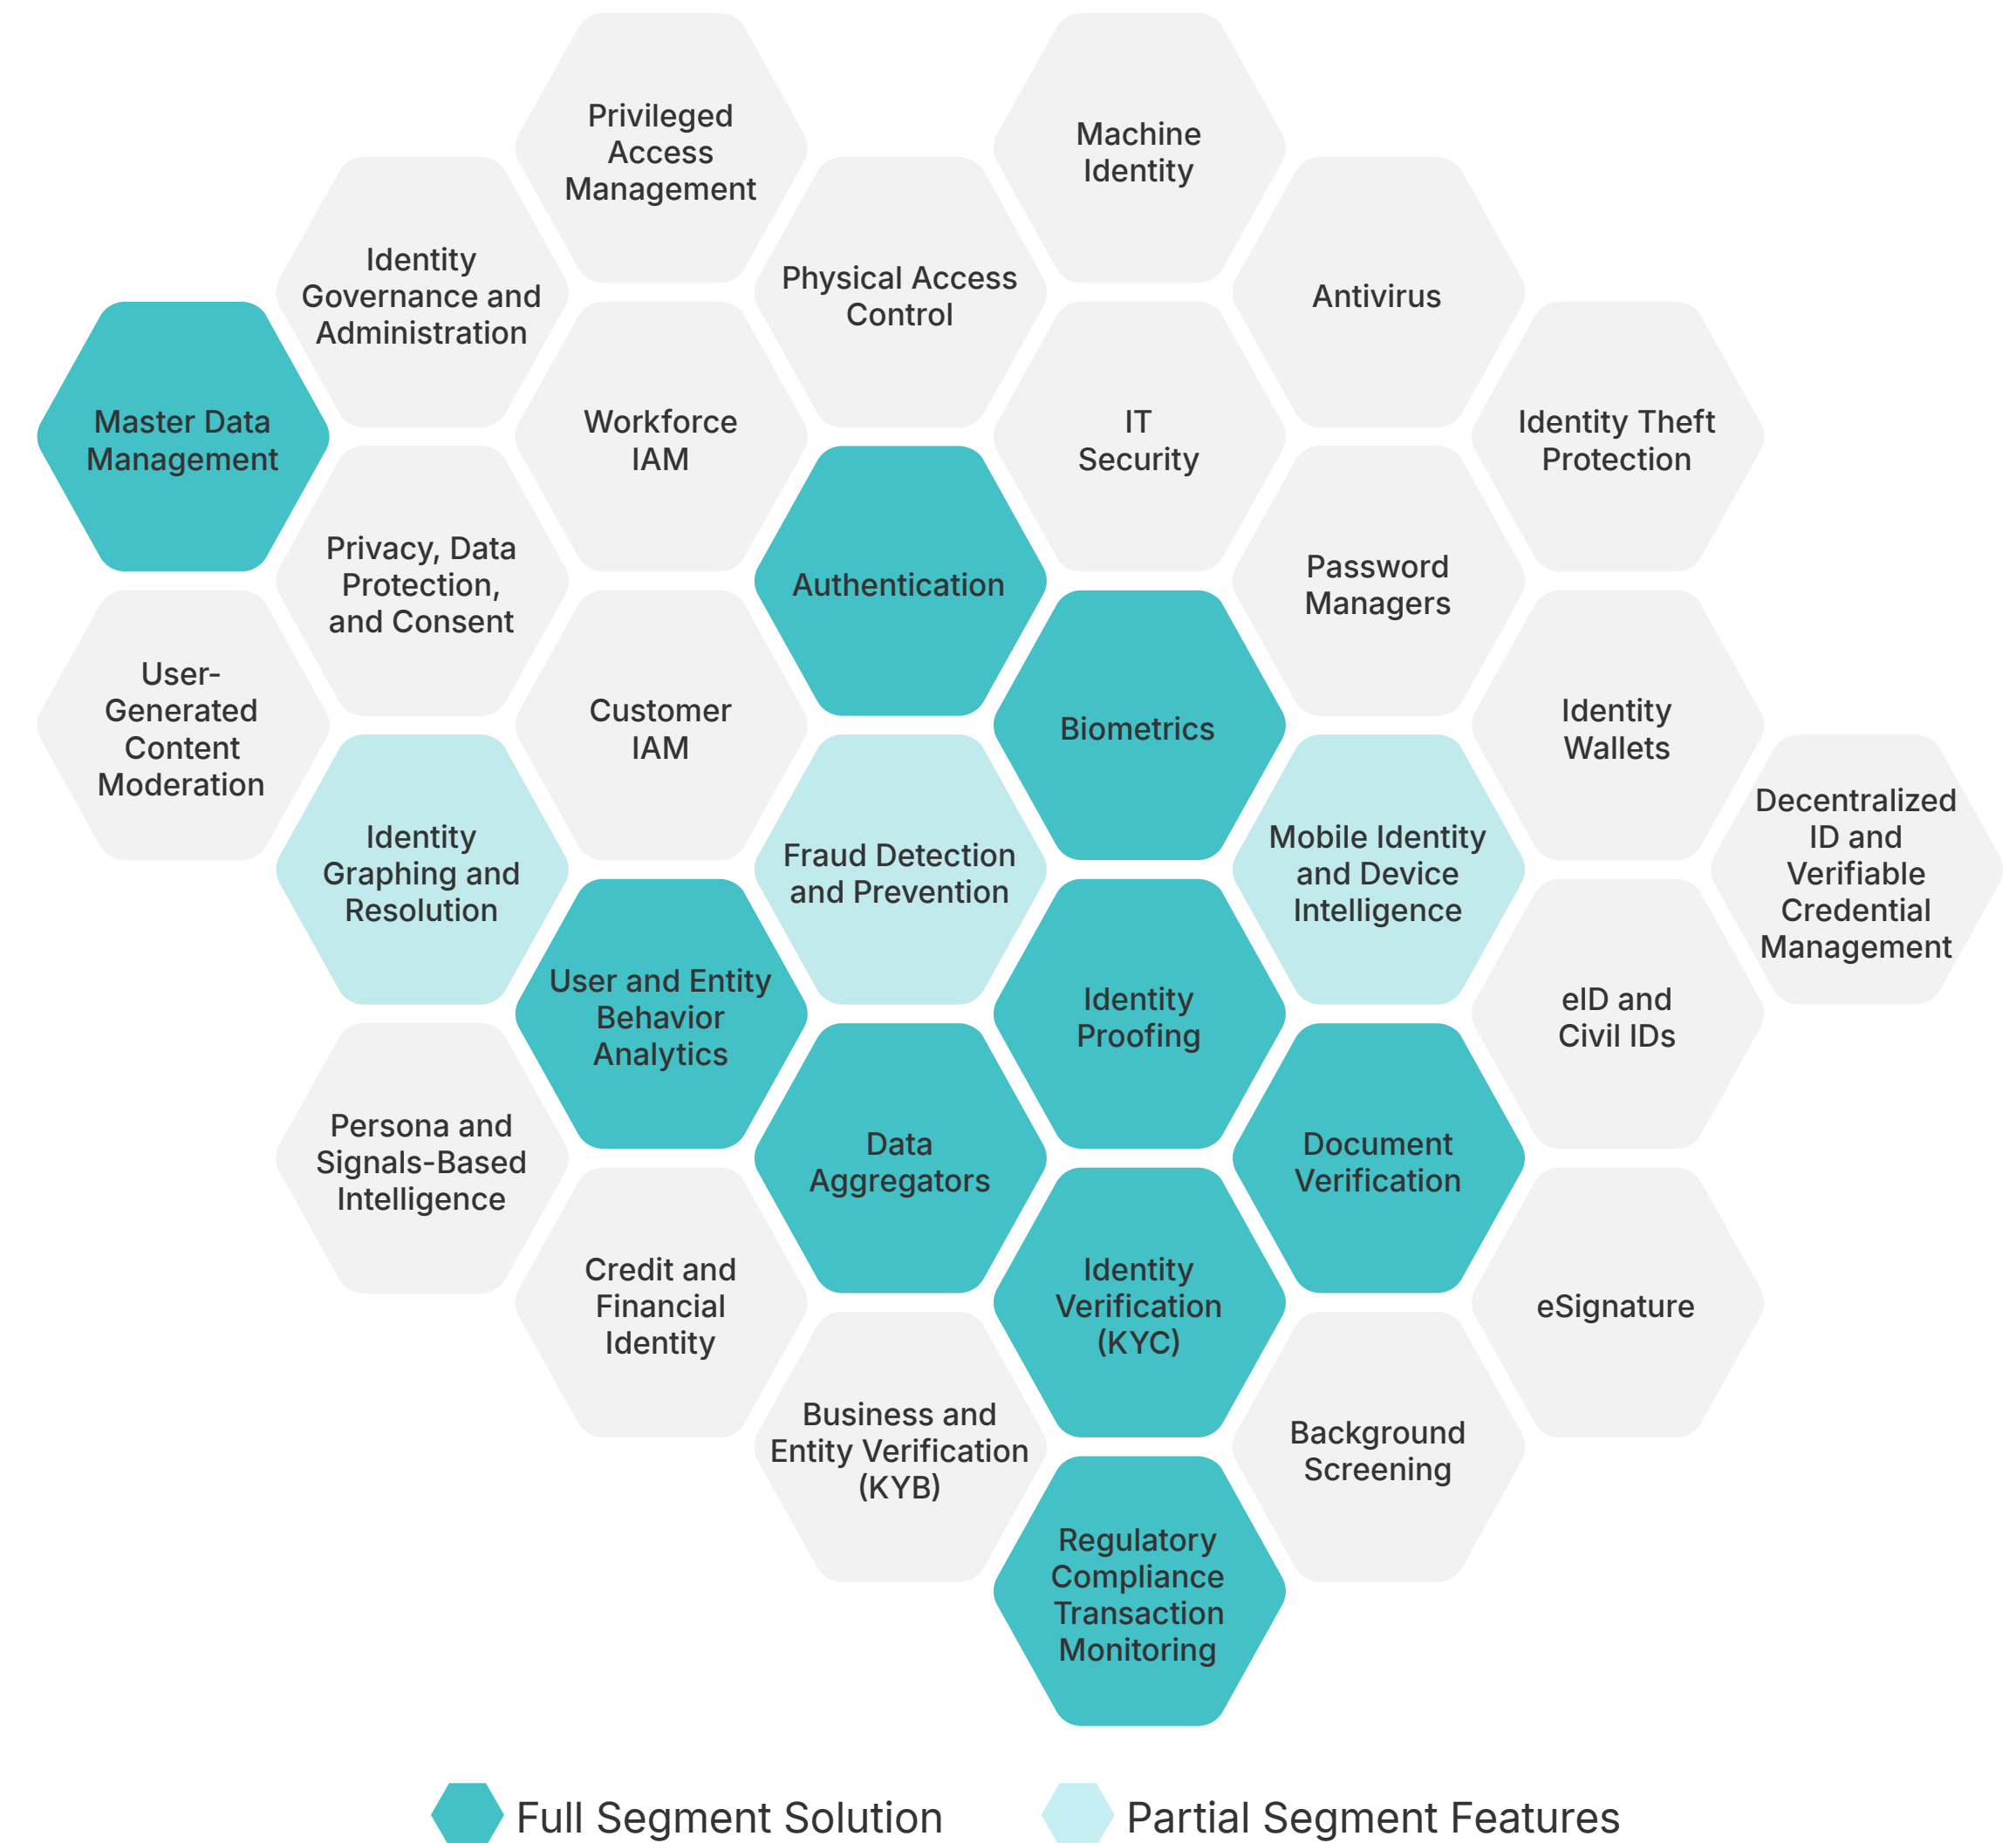 Privileged
Access
Management
Machine
Identity
Identity
Governance and
Administration
Physical Access
Control
Antivirus
Master Data
Management
Workforce
IAM
IT
Security
Identity Theft
Protection
Privacy, Data
Protection,
and Consent
Authentication
Password
Managers
User-
Generated
Content
Moderation
Customer
IAM
Biometrics
Identity
Wallets
Identity
Graphing and
Resolution
Fraud Detection
and Prevention
Mobile Identity
and Device
Intelligence
Decentralized
ID and
Verifiable
Credential
Management
User and Entity
Behavior
Analytics
Identity
Proofing
eID and
Civil IDs
Persona and
Signals-Based
Intelligence
Data
Aggregators
Document
Verification
Credit and
Financial
Identity
Identity
Verification
(KYC)
eSignature
Business and
Entity Verification
(KYB)
Background
Screening
Regulatory
Compliance
Transaction
Monitoring
Full Segment Solution
Partial Segment Features